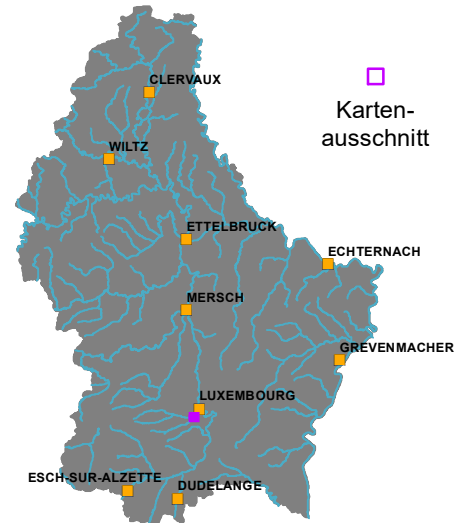 CLERVAUX
Karten-
ausschnitt
WILTZ
ETTELBRUCK
ECHTERNACH
MERSCH
GREVENMACHER
LUXEMBOURG
ESCH-SUR-ALZETTE
DUDELANGE